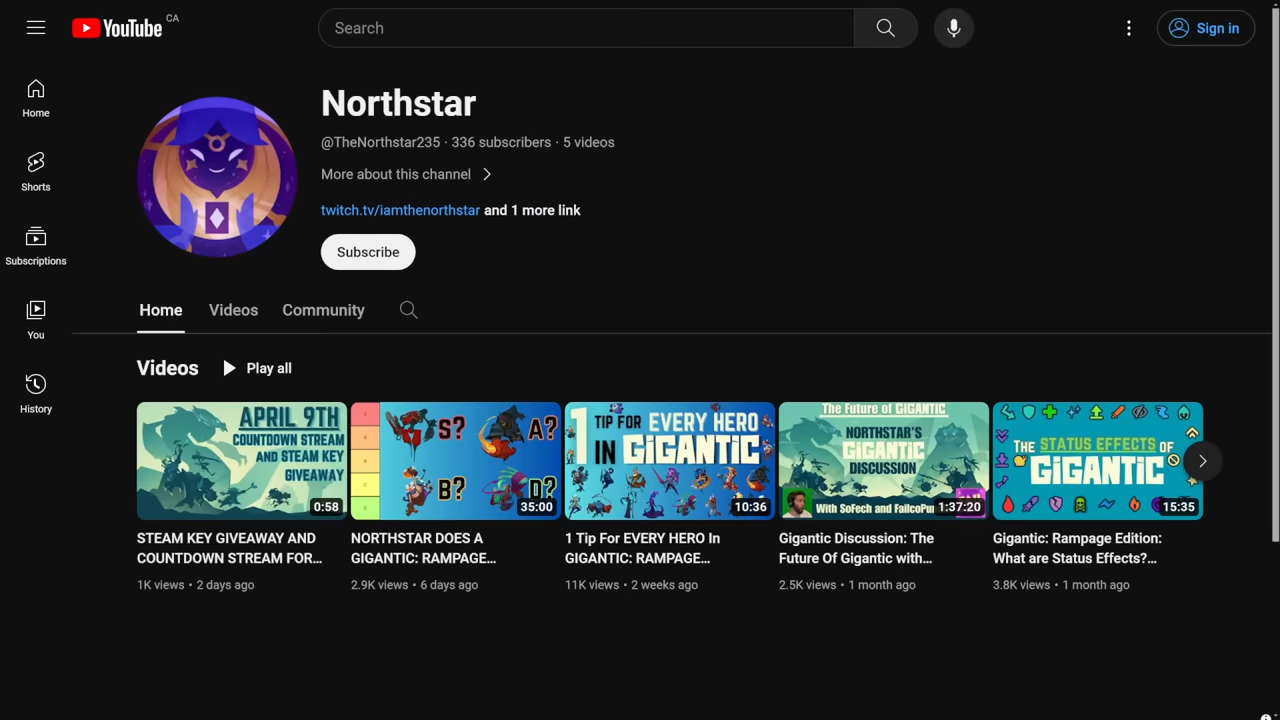 YouTube CA
Search
Sign in
Home
Shorts
Subscriptions
You
History
Northstar
@TheNorthstar235 · 336 subscribers · 5 videos
More about this channel
twitch.tv/iamthenorthstar and 1 more link
Subscribe
Home Videos Community
Videos Play all
APRIL 9TH
COUNTDOWN STREAM
AND STEAM KEY
GIVEAWAY
0:58
STEAM KEY GIVEAWAY AND
COUNTDOWN STREAM FOR...
1K views • 2 days ago
S?
A?
B?
D?
35:00
NORTHSTAR DOES A
GIGANTIC: RAMPAGE...
2.9K views • 6 days ago
1 TIP FOR EVERY HERO
IN GIGANTIC
10:36
1 Tip For EVERY HERO In
GIGANTIC: RAMPAGE...
11K views • 2 weeks ago
The Future of GIGANTIC
NORTHSTAR'S
GIGANTIC
DISCUSSION
With SoFech and
1:37:20
Gigantic Discussion: The
Future Of Gigantic with...
2.5K views • 1 month ago
THE STATUS EFFECTS OF
GIGANTIC
15:35
Gigantic: Rampage Edition:
What are Status Effects?...
3.8K views • 1 month ago